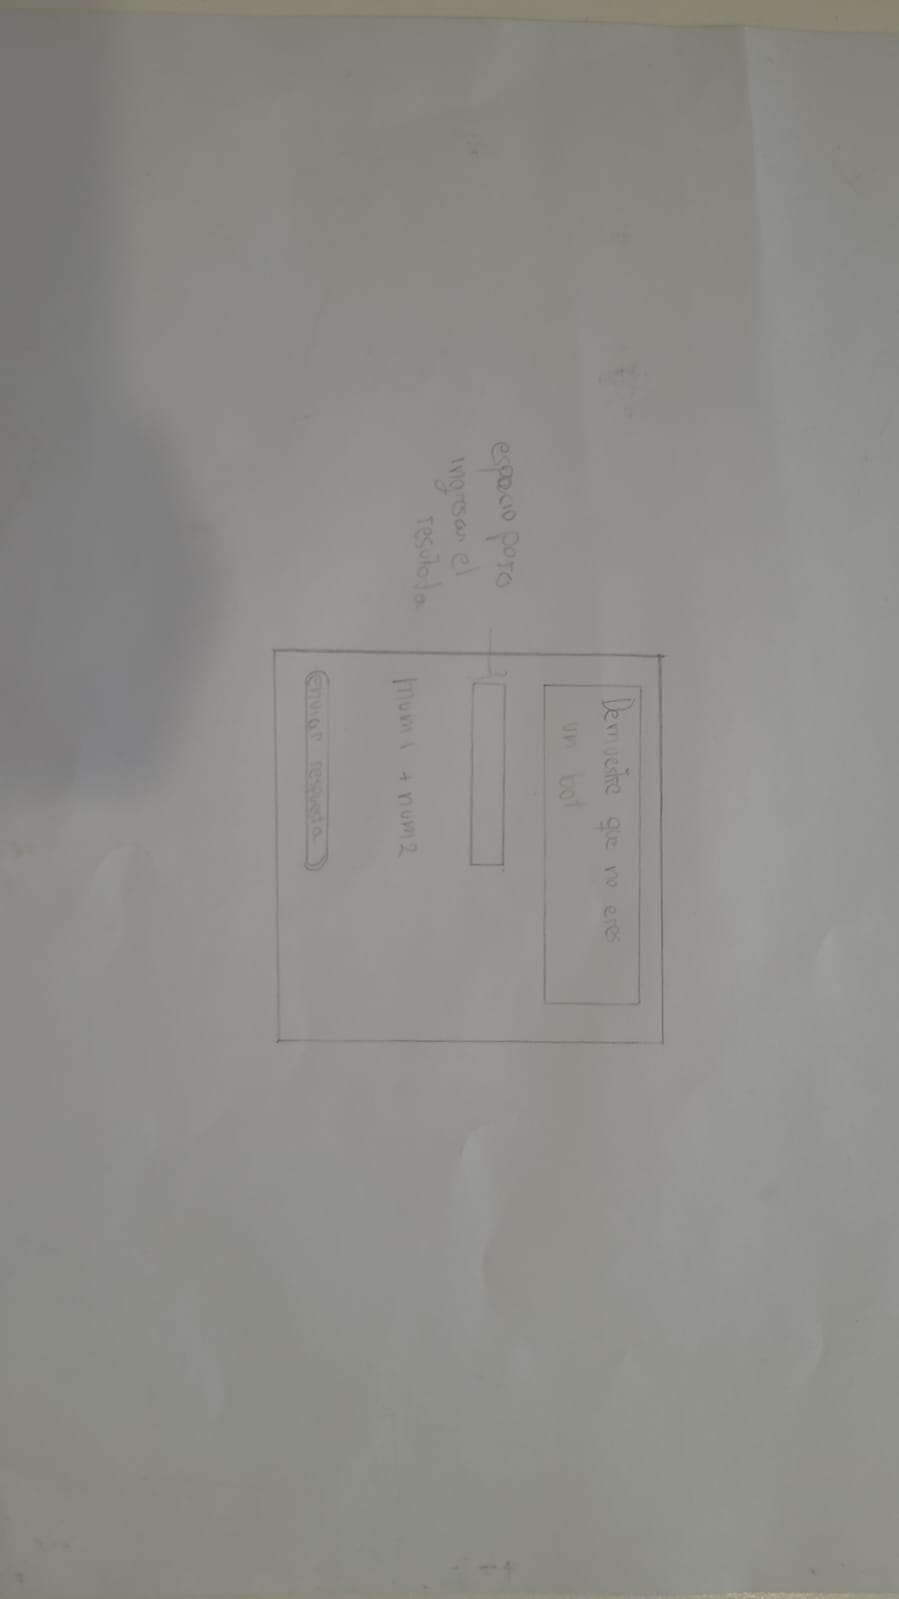 Demuestre que no eres
un bot
espacio para
ingresar el
resultado
num1 + num2
enviar respuesta